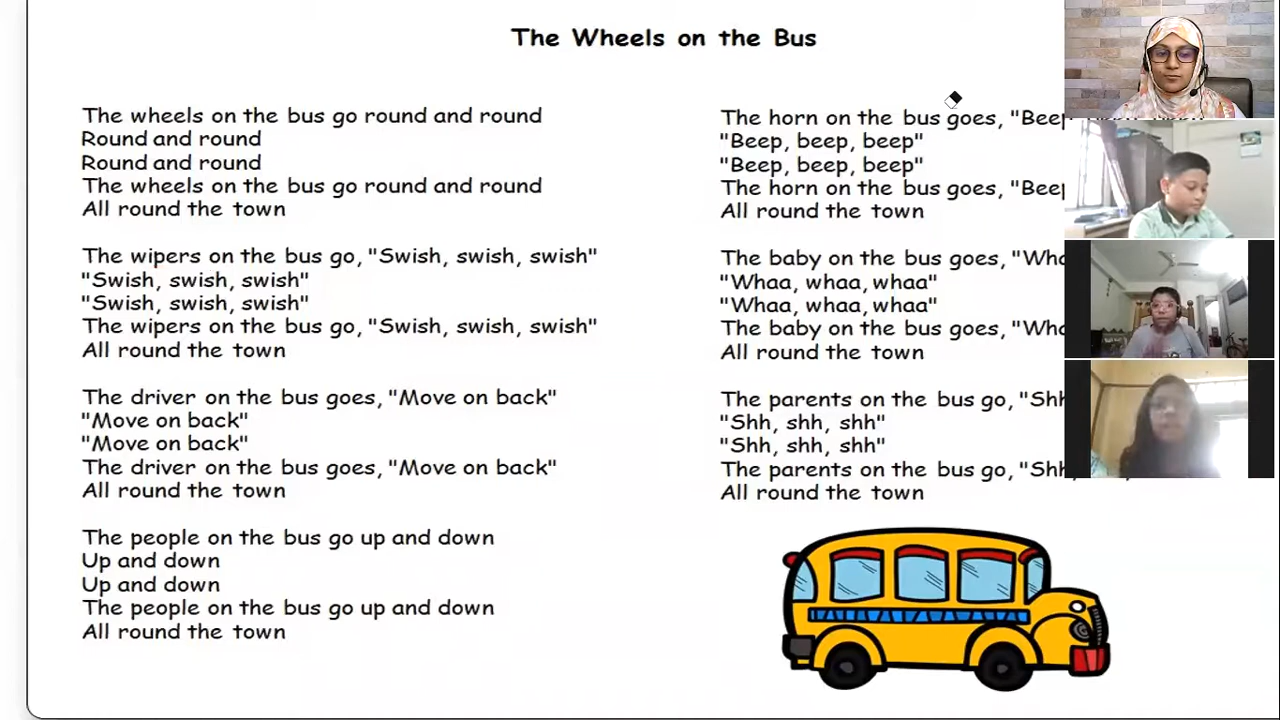 The Wheels on the Bus
The wheels on the bus go round and round
Round and round
Round and round
The wheels on the bus go round and round
All round the town
The wipers on the bus go, "Swish, swish, swish"
"Swish, swish, swish"
"Swish, swish, swish"
The wipers on the bus go, "Swish, swish, swish"
All round the town
The driver on the bus goes, "Move on back"
"Move on back"
"Move on back"
The driver on the bus goes, "Move on back"
All round the town
The people on the bus go up and down
Up and down
Up and down
The people on the bus go up and down
All round the town
The horn on the bus goes, "Beep
"Beep, beep, beep"
"Beep, beep, beep"
The horn on the bus goes, "Beep
All round the town
The baby on the bus goes,
"Whaa, whaa, whaa"
"Whaa, whaa, whaa"
The baby on the bus goes,
All round the town
The parents on the bus go, "Shh
"Shh, shh, shh"
"Shh, shh, shh"
The parents on the bus go, "Shh
All round the town